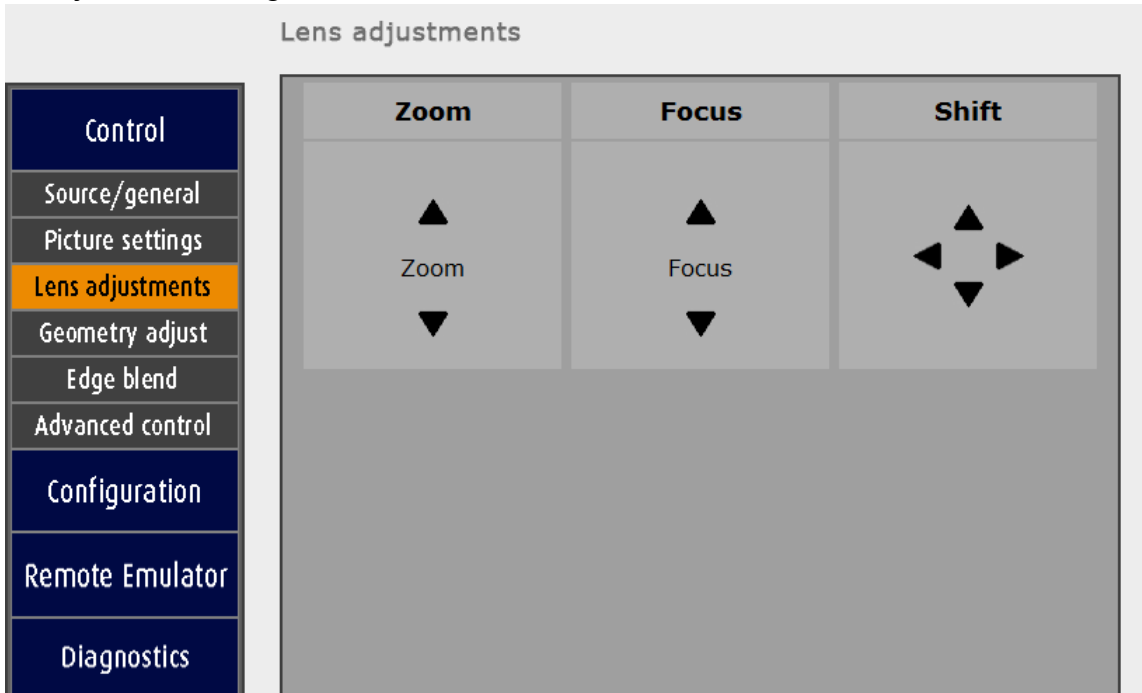 Lens adjustments
Control
Source/general
Picture settings
Lens adjustments
Geometry adjust
Edge blend
Advanced control
Configuration
Remote Emulator
Diagnostics
Zoom Focus Shift
Zoom Focus